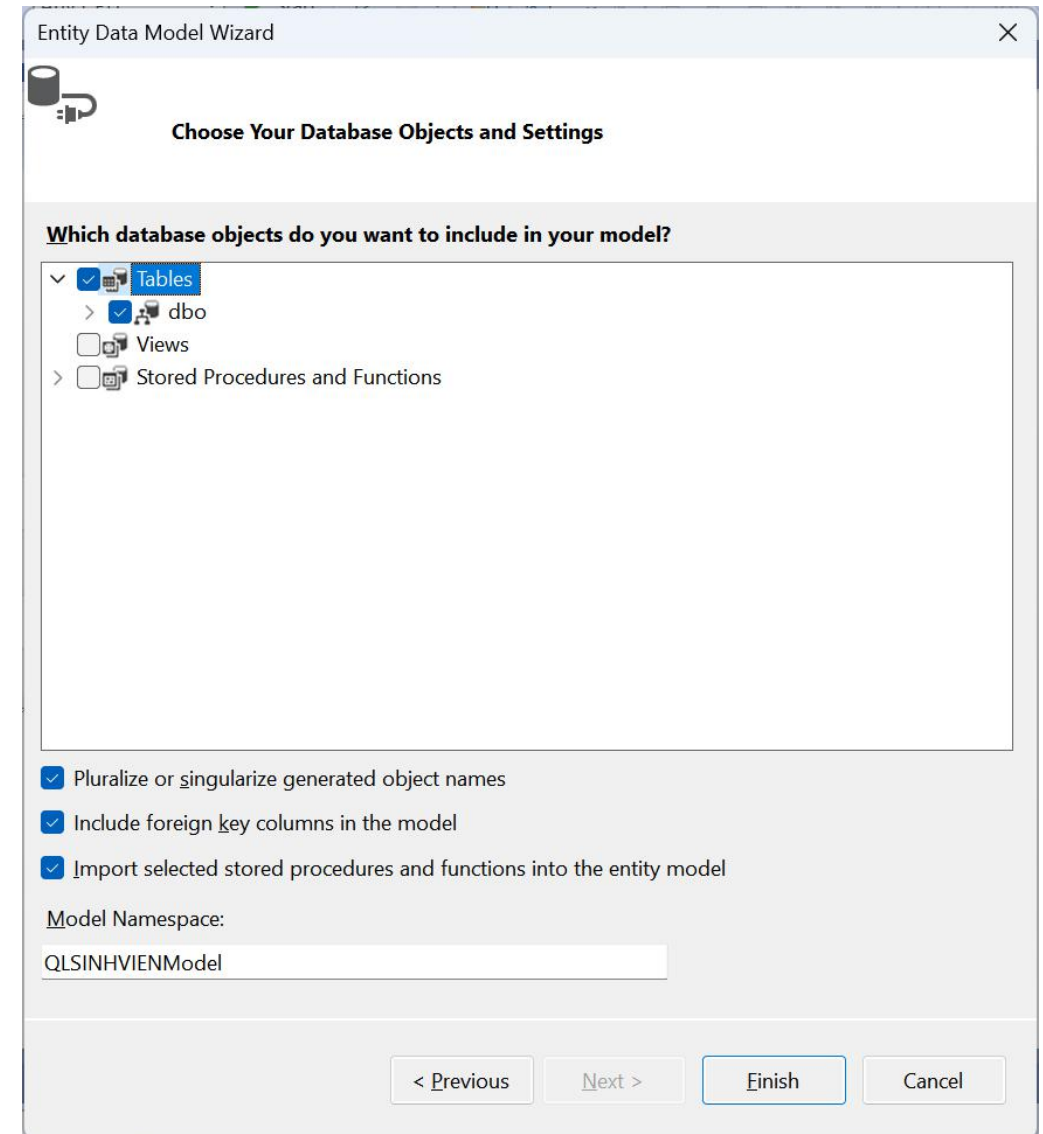 Entity Data Model Wizard
Choose Your Database Objects and Settings
Which database objects do you want to include in your model?
Tables
dbo
Views
Stored Procedures and Functions
Pluralize or singularize generated object names
Include foreign key columns in the model
Import selected stored procedures and functions into the entity model
Model Namespace:
QLSINHVIENModel
< Previous
Next >
Finish
Cancel